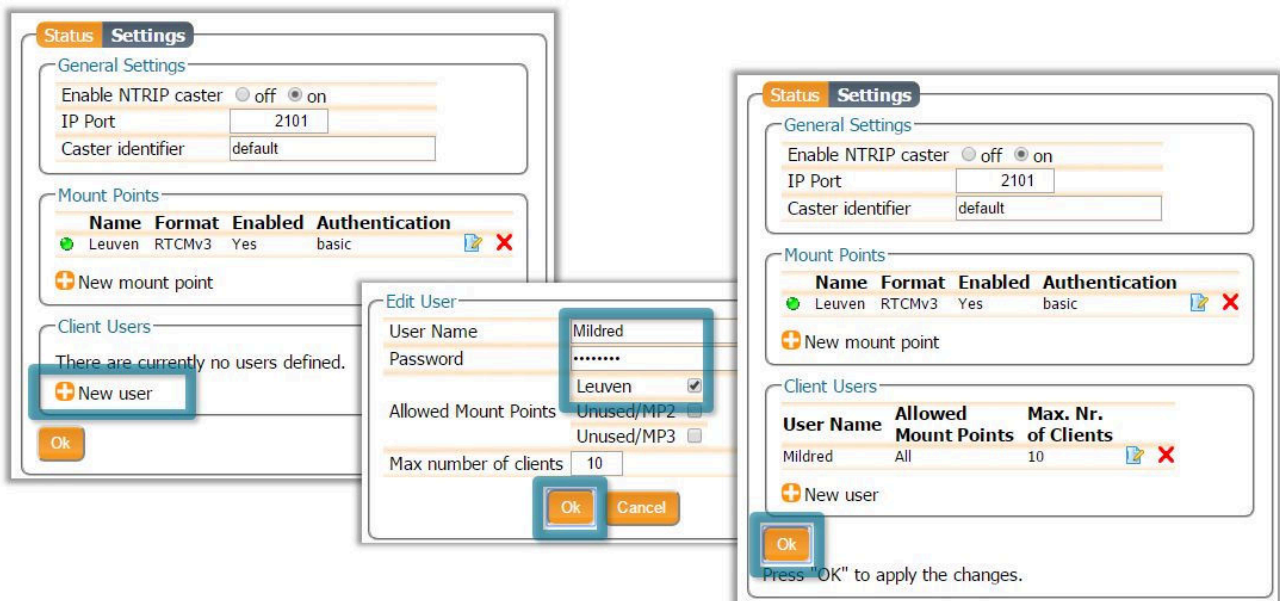 Status Settings
General Settings
Enable NTRIP caster off on
IP Port 2101
Caster identifier default
Mount Points
Name Format Enabled Authentication
Leuven RTCMv3 Yes basic
New mount point
Client Users
There are currently no users defined.
New user
Ok
Edit User
User Name Mildred
Password ••••••••
Allowed Mount Points
Leuven
Unused/MP2
Unused/MP3
Max number of clients 10
Ok Cancel
Status Settings
General Settings
Enable NTRIP caster off on
IP Port 2101
Caster identifier default
Mount Points
Name Format Enabled Authentication
Leuven RTCMv3 Yes basic
New mount point
Client Users
User Name Allowed Mount Points Max. Nr. of Clients
Mildred All 10
New user
Ok
Press "OK" to apply the changes.